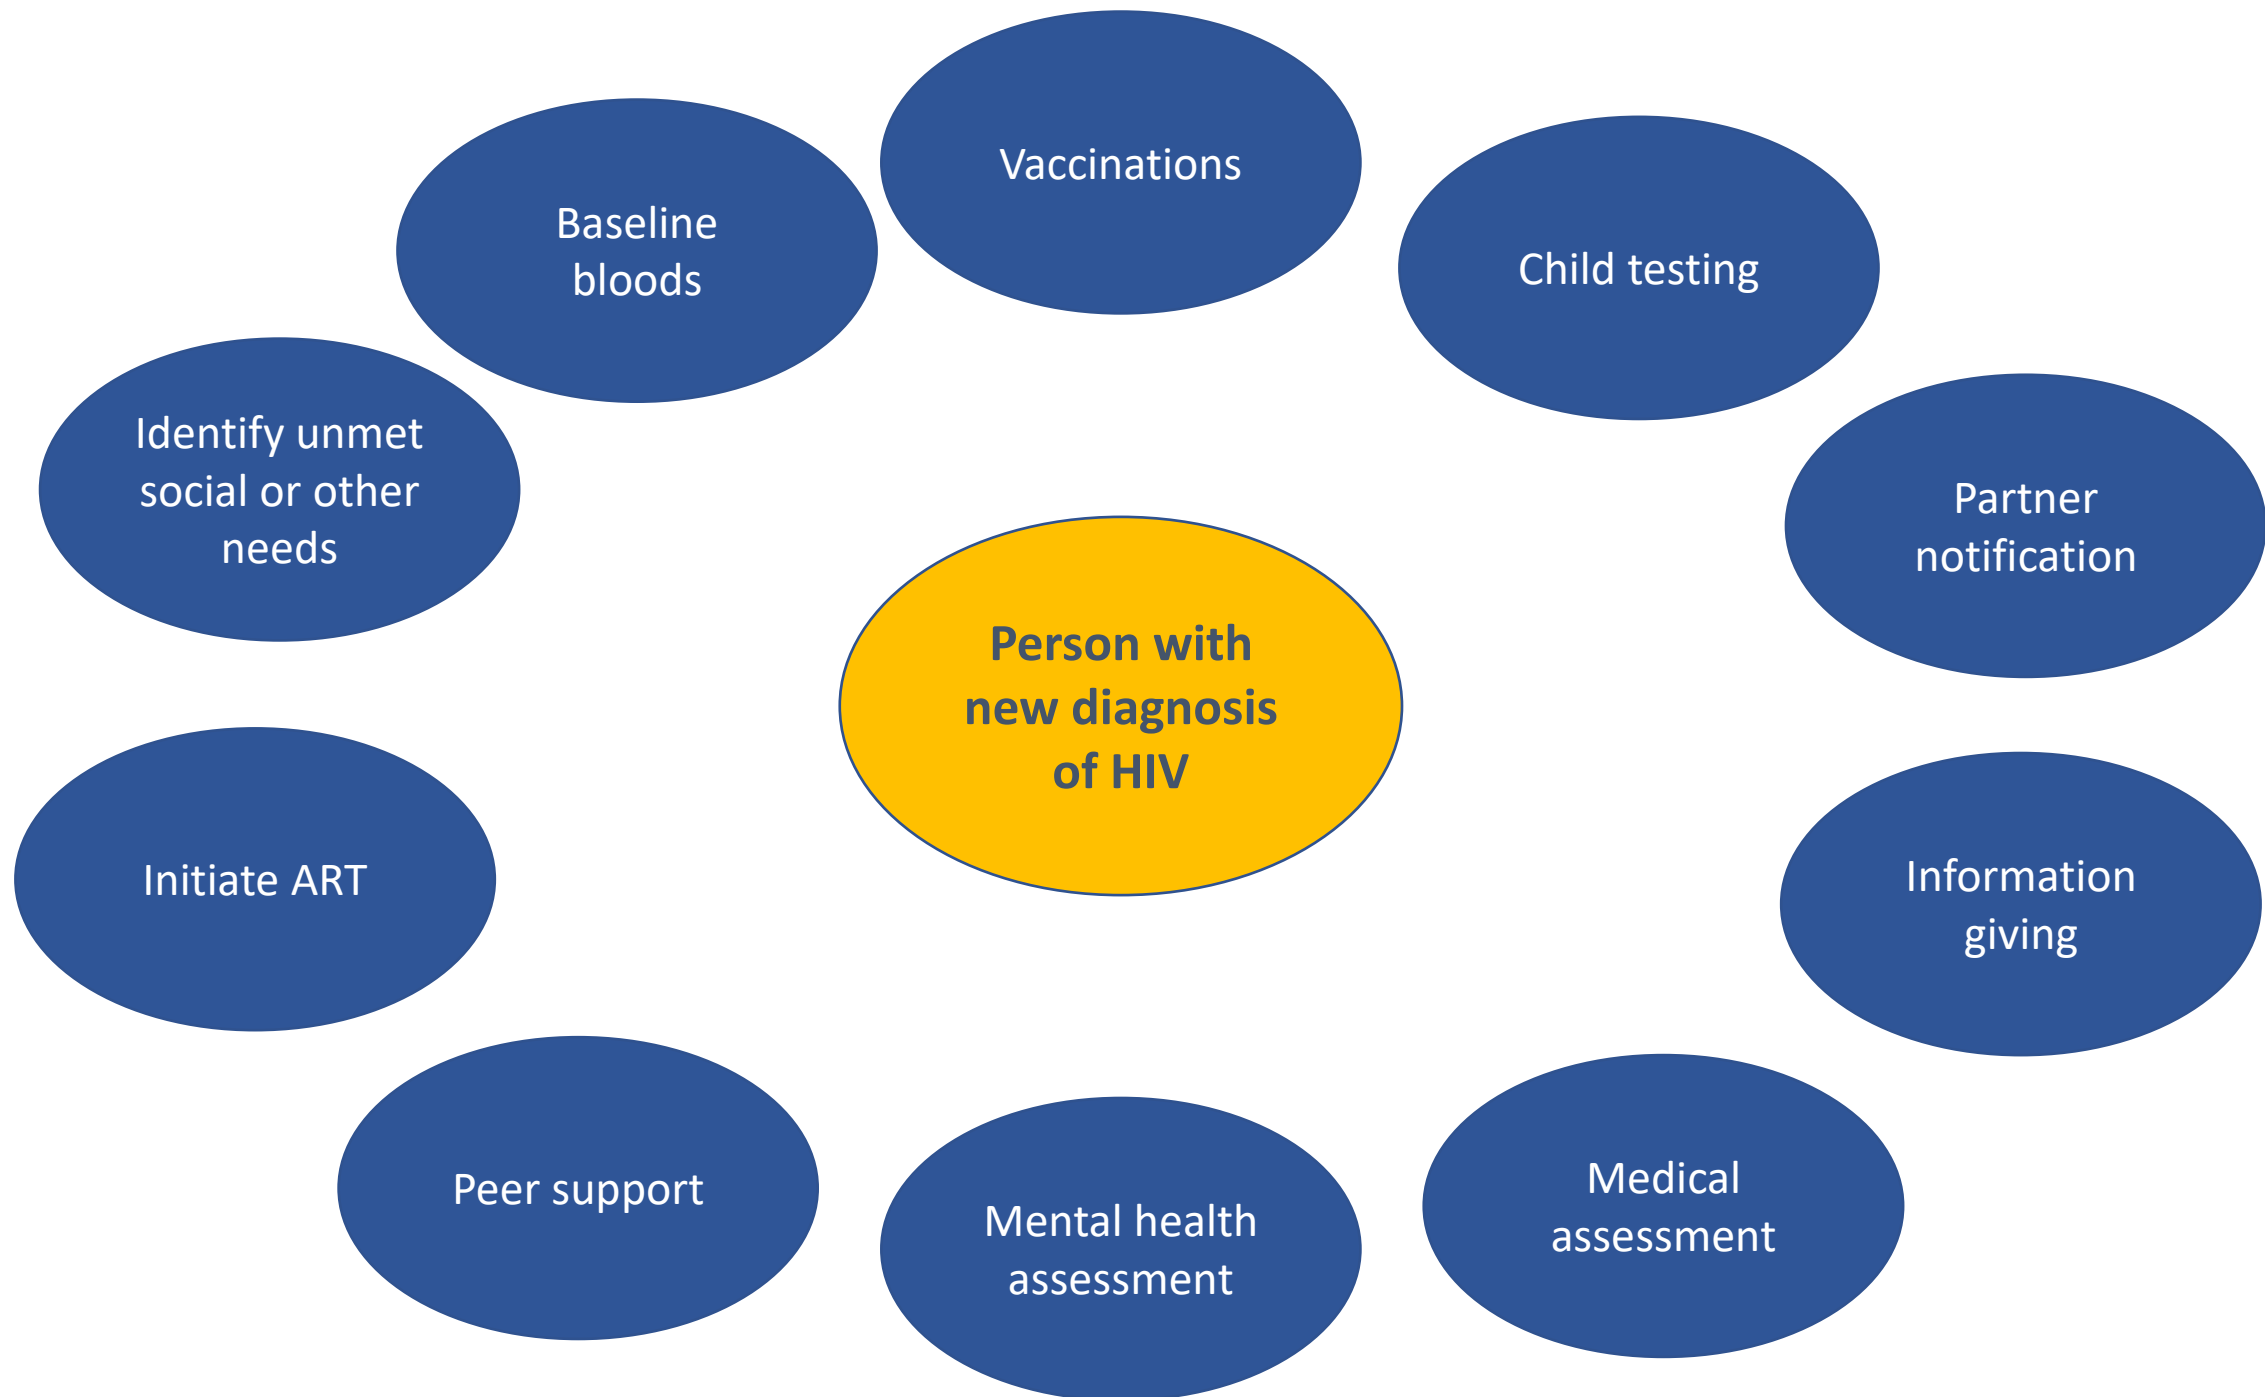 Vaccinations
Baseline
bloods
Child testing
Identify unmet
social or other
needs
Partner
notification
Person with
new diagnosis
of HIV
Initiate ART
Information
giving
Peer support
Mental health
assessment
Medical
assessment